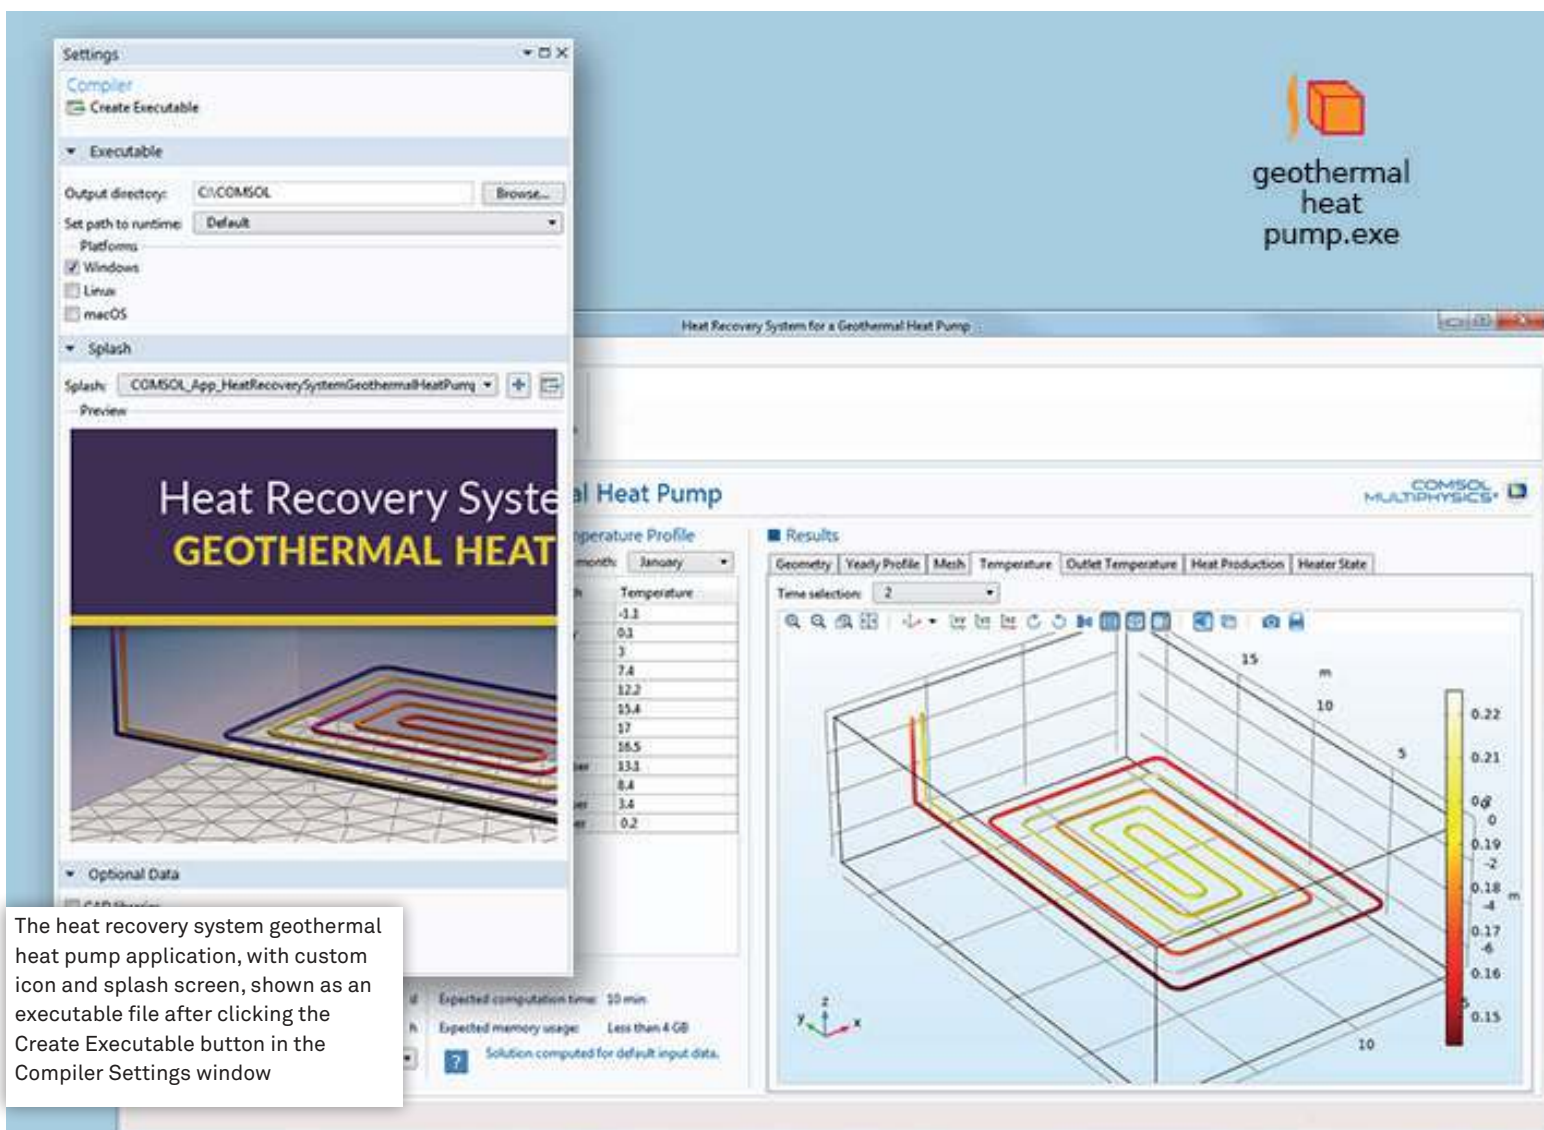 Settings
Compiler
Create Executable
Executable
Output directory: C:\COMSOL Browse...
Set path to runtime: Default
Platforms
Windows
Linux
macOS
Splash
Splash: COMSOL_App_HeatRecoverySystemGeothermalHeatPump
Preview
Heat Recovery Syste
GEOTHERMAL HEAT
Optional Data
The heat recovery system geothermal
heat pump application, with custom
icon and splash screen, shown as an
executable file after clicking the
Create Executable button in the
Compiler Settings window
geothermal
heat
pump.exe
Heat Recovery System for a Geothermal Heat Pump
al Heat Pump
COMSOL
MULTIPHYSICS®
perature Profile
month: January
Temperature
-1.1
0.1
3
7.4
12.2
15.4
17
16.5
13.1
8.4
3.4
0.2
Expected computation time: 10 min
Expected memory usage: Less than 4 GB
? Solution computed for default input data.
Results
Geometry Yearly Profile Mesh Temperature Outlet Temperature Heat Production Heater State
Time selection: 2
15
m
10
5
0
-2
-4
m
-6
5
10
0.22
0.21
0.19
0.18
0.17
0.16
0.15
z
y
x